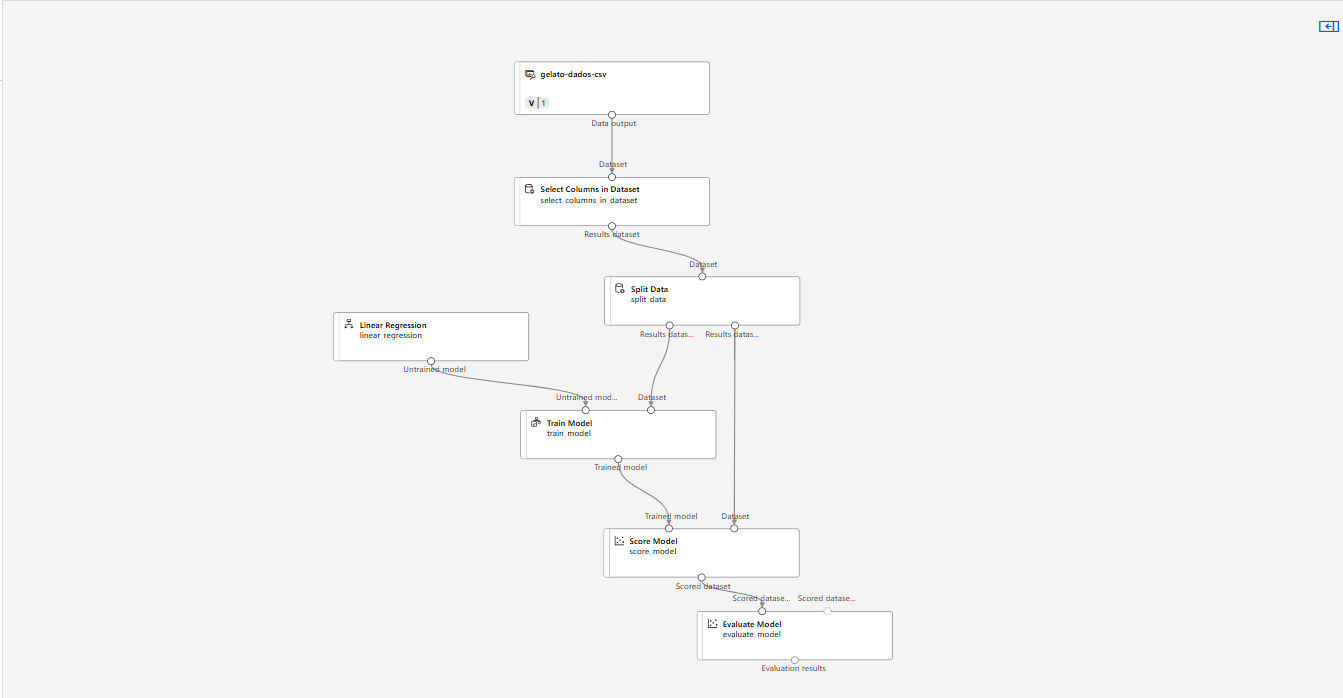 gelato-dados-csv
V | 1
Data output
Dataset
Select Columns in Dataset
select_columns_in_dataset
Results dataset
Dataset
Split Data
split_data
Results datas...
Results datas...
Linear Regression
linear_regression
Untrained model
Untrained mod...
Dataset
Train Model
train_model
Trained model
Trained model
Dataset
Score Model
score_model
Scored dataset
Scored datase...
Scored datase...
Evaluate Model
evaluate_model
Evaluation results